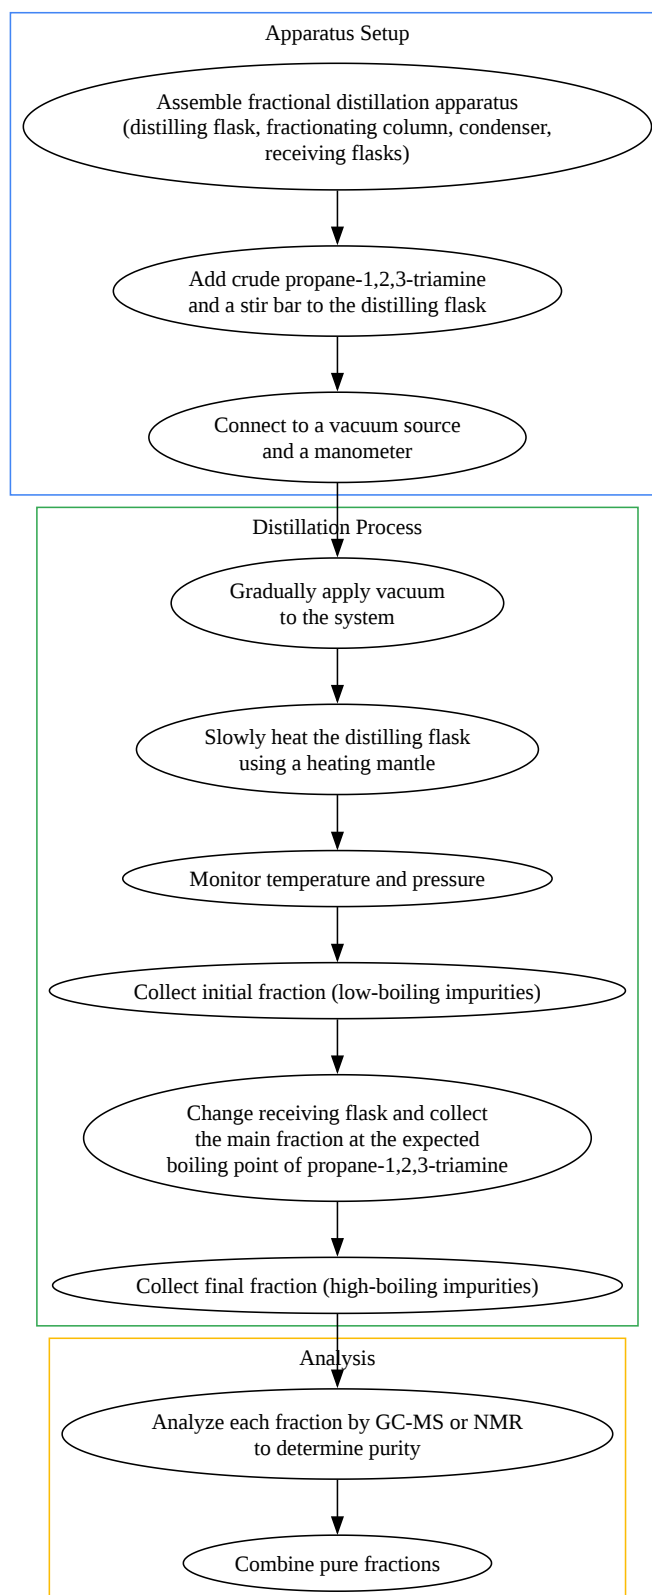 Apparatus Setup
Assemble fractional distillation apparatus
(distilling flask, fractionating column, condenser,
receiving flasks)
Add crude propane-1,2,3-triamine
and a stir bar to the distilling flask
Connect to a vacuum source
and a manometer
Distillation Process
Gradually apply vacuum
to the system
Slowly heat the distilling flask
using a heating mantle
Monitor temperature and pressure
Collect initial fraction (low-boiling impurities)
Change receiving flask and collect
the main fraction at the expected
boiling point of propane-1,2,3-triamine
Collect final fraction (high-boiling impurities)
Analysis
Analyze each fraction by GC-MS or NMR
to determine purity
Combine pure fractions